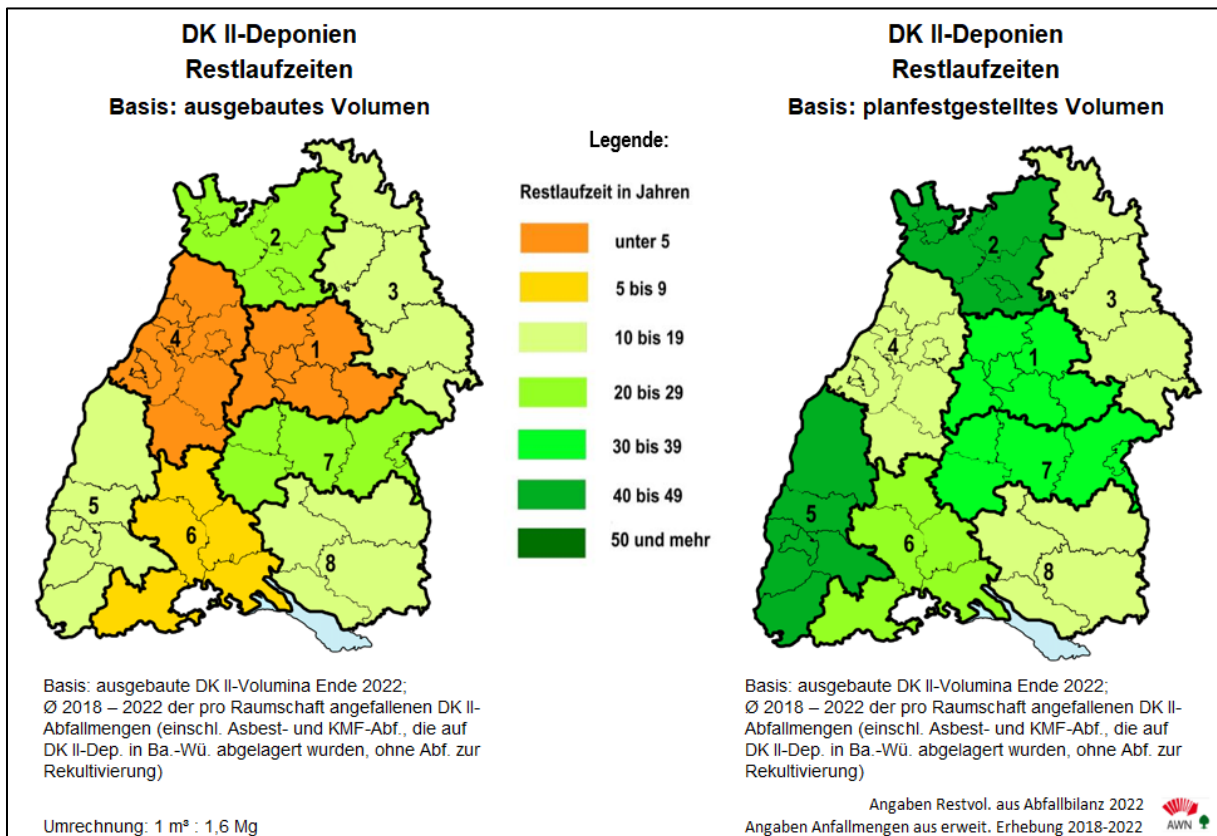 DK II-Deponien
Restlaufzeiten
Basis: ausgebautes Volumen
2
3
4
1
7
5
6
8
Basis: ausgebaute DK II-Volumina Ende 2022;
Ø 2018 – 2022 der pro Raumschaft angefallenen DK II-
Abfallmengen (einschl. Asbest- und KMF-Abf., die auf
DK II-Dep. in Ba.-Wü. abgelagert wurden, ohne Abf. zur
Rekultivierung)
Umrechnung: 1 m³ : 1,6 Mg
Legende:
Restlaufzeit in Jahren
unter 5
5 bis 9
10 bis 19
20 bis 29
30 bis 39
40 bis 49
50 und mehr
DK II-Deponien
Restlaufzeiten
Basis: planfestgestelltes Volumen
2
3
4
1
7
5
6
8
Basis: ausgebaute DK II-Volumina Ende 2022;
Ø 2018 – 2022 der pro Raumschaft angefallenen DK II-
Abfallmengen (einschl. Asbest- und KMF-Abf., die auf
DK II-Dep. in Ba.-Wü. abgelagert wurden, ohne Abf. zur
Rekultivierung)
Angaben Restvol. aus Abfallbilanz 2022
Angaben Anfallmengen aus erweit. Erhebung 2018-2022
AWN